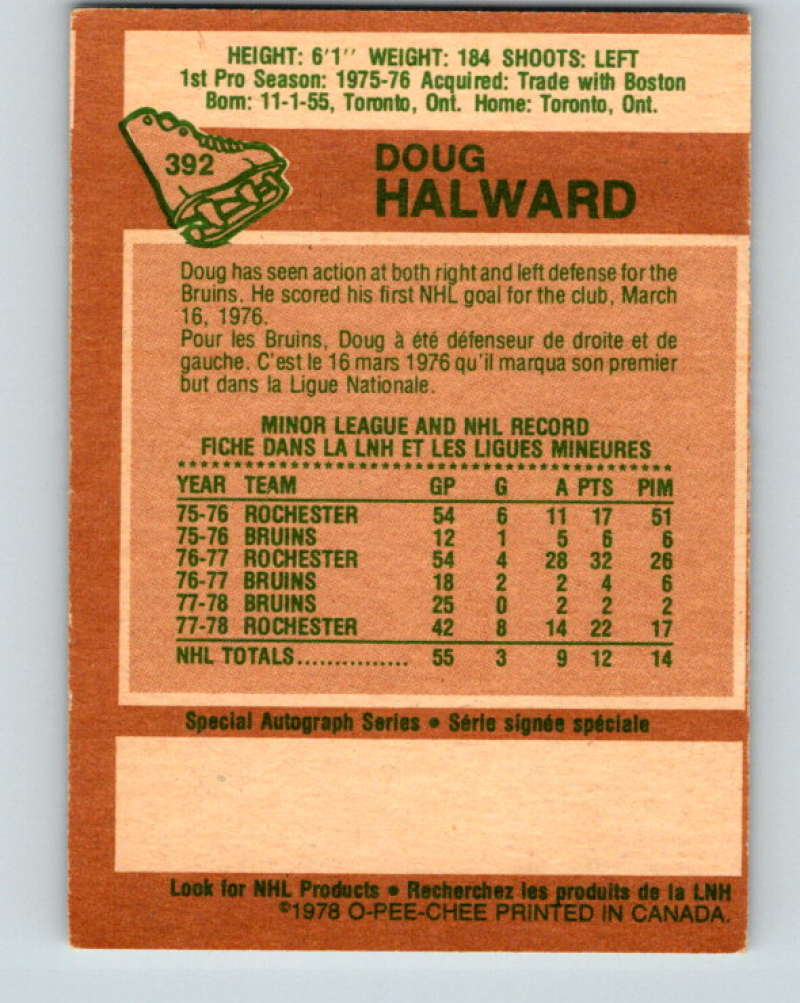 HEIGHT: 6'1'' WEIGHT: 184 SHOOTS: LEFT
1st Pro Season: 1975-76 Acquired: Trade with Boston
Born: 11-1-55, Toronto, Ont. Home: Toronto, Ont.
392
DOUG
HALWARD
Doug has seen action at both right and left defense for the
Bruins. He scored his first NHL goal for the club, March
16, 1976.
Pour les Bruins, Doug à été défenseur de droite et de
gauche. C'est le 16 mars 1976 qu'il marqua son premier
but dans la Ligue Nationale.
MINOR LEAGUE AND NHL RECORD
FICHE DANS LA LNH ET LES LIGUES MINEURES
YEAR TEAM GP G A PTS PIM
75-76 ROCHESTER 54 6 11 17 51
75-76 BRUINS 12 1 5 6 6
76-77 ROCHESTER 54 4 28 32 26
76-77 BRUINS 18 2 2 4 6
77-78 BRUINS 25 0 2 2 2
77-78 ROCHESTER 42 8 14 22 17
NHL TOTALS................ 55 3 9 12 14
Special Autograph Series • Série signée spéciale
Look for NHL Products • Recherchez les produits de la LNH
©1978 O-PEE-CHEE PRINTED IN CANADA.